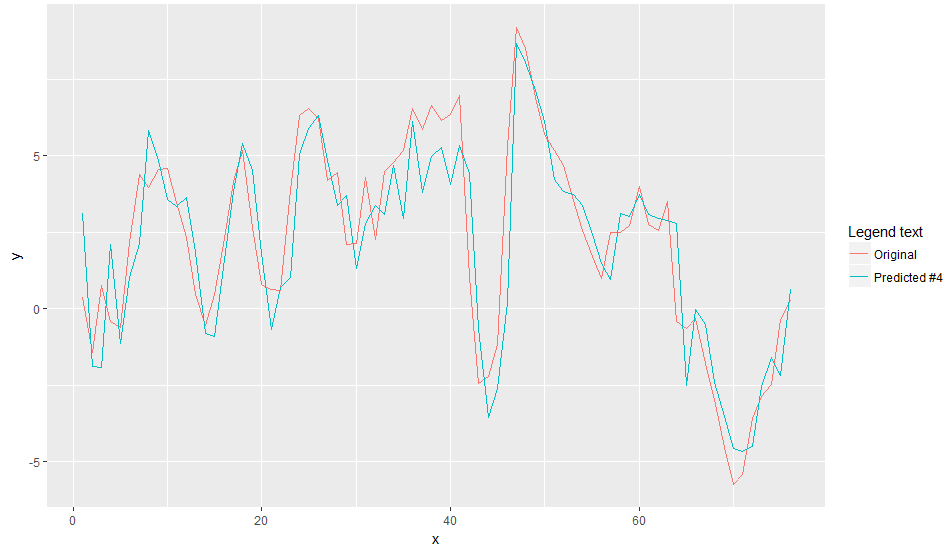 y
5
0
-5
0
20
40
60
x
Legend text
Original
Predicted #4